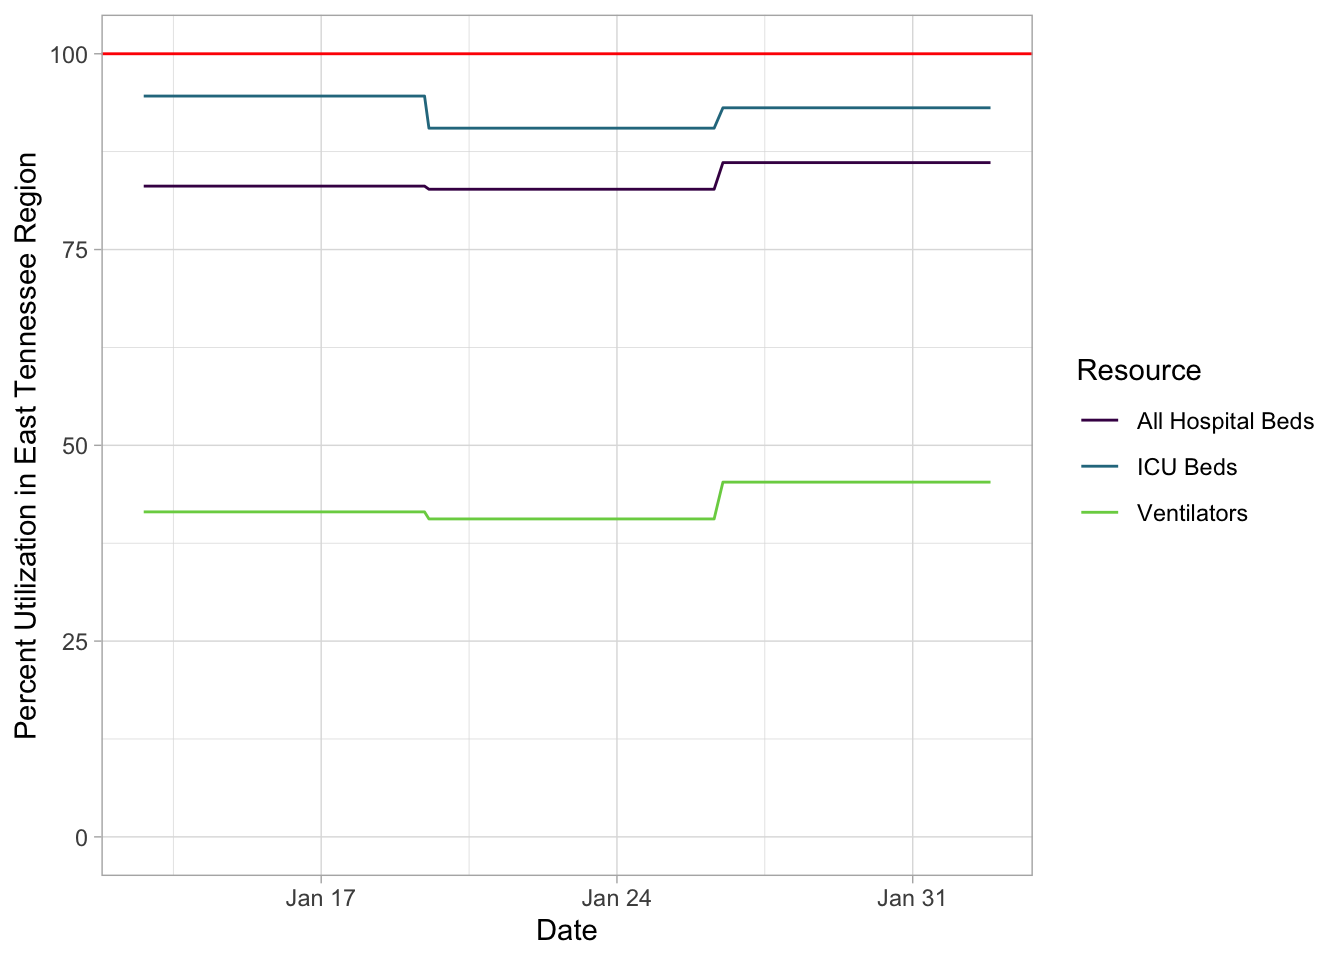 Percent Utilization in East Tennessee Region
100
75
50
25
0
Jan 17
Jan 24
Jan 31
Date
Resource
All Hospital Beds
ICU Beds
Ventilators